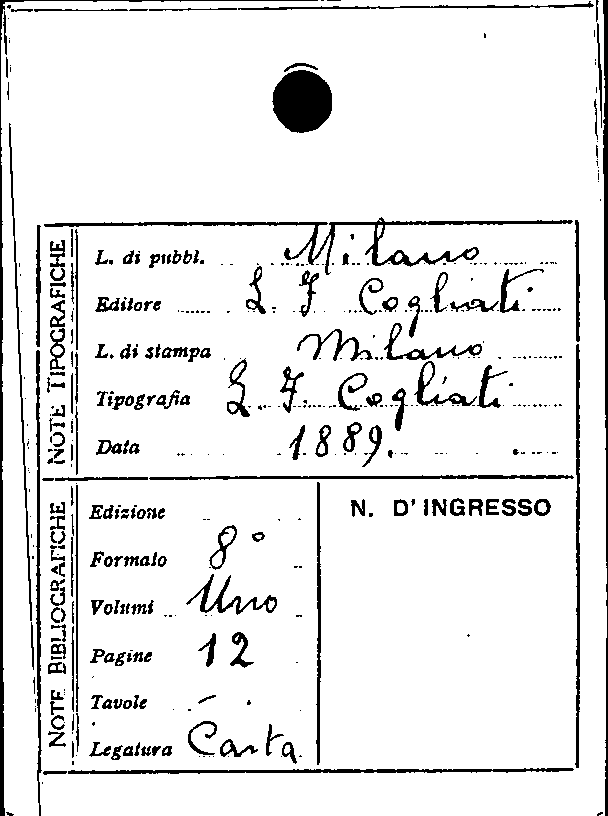 NOTE TIPOGRAFICHE
L. di pubbl. Milano
Editore L. F. Cogliati
L. di stampa Milano
Tipografia L. F. Cogliati
Data 1889.
NOTE BIBLIOGRAFICHE
Edizione
Formato 8°
Volumi Uno
Pagine 12
Tavole –
Legatura Carta
N. D'INGRESSO